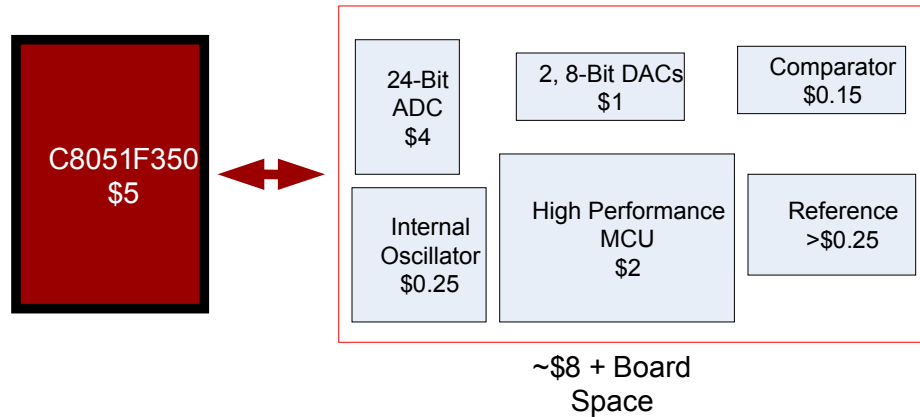 C8051F350
$5
24-Bit
ADC
$4
2, 8-Bit DACs
$1
Comparator
$0.15
Internal
Oscillator
$0.25
High Performance
MCU
$2
Reference
>$0.25
~$8 + Board
Space